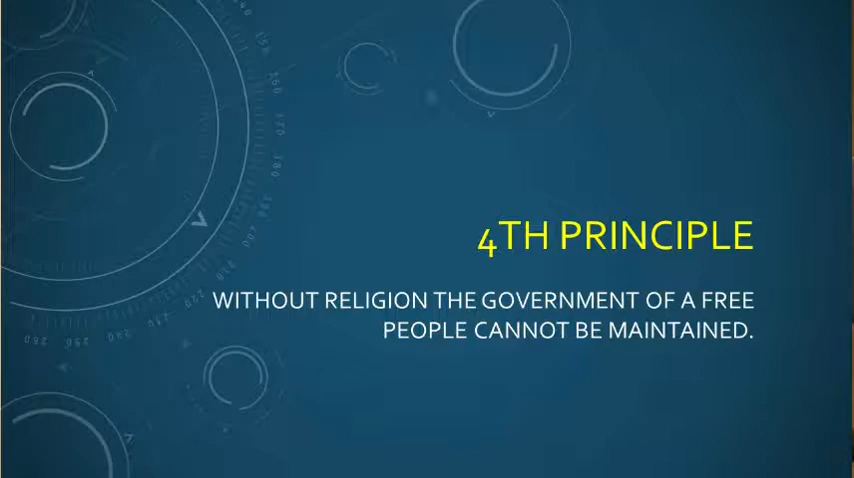 4TH PRINCIPLE
WITHOUT RELIGION THE GOVERNMENT OF A FREE
PEOPLE CANNOT BE MAINTAINED.